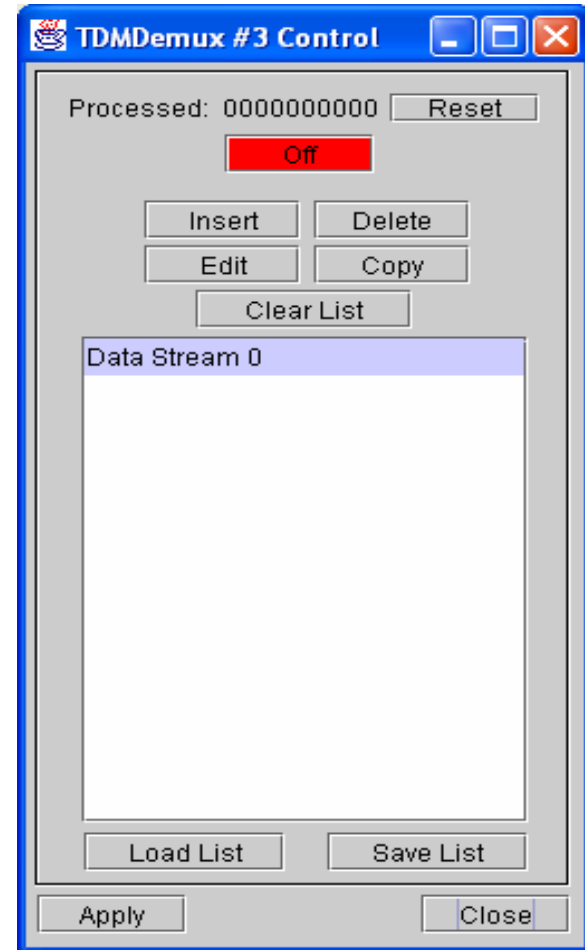 TDMDemux #3 Control
Processed: 0000000000 Reset
Off
Insert Delete
Edit Copy
Clear List
Data Stream 0
Load List Save List
Apply Close